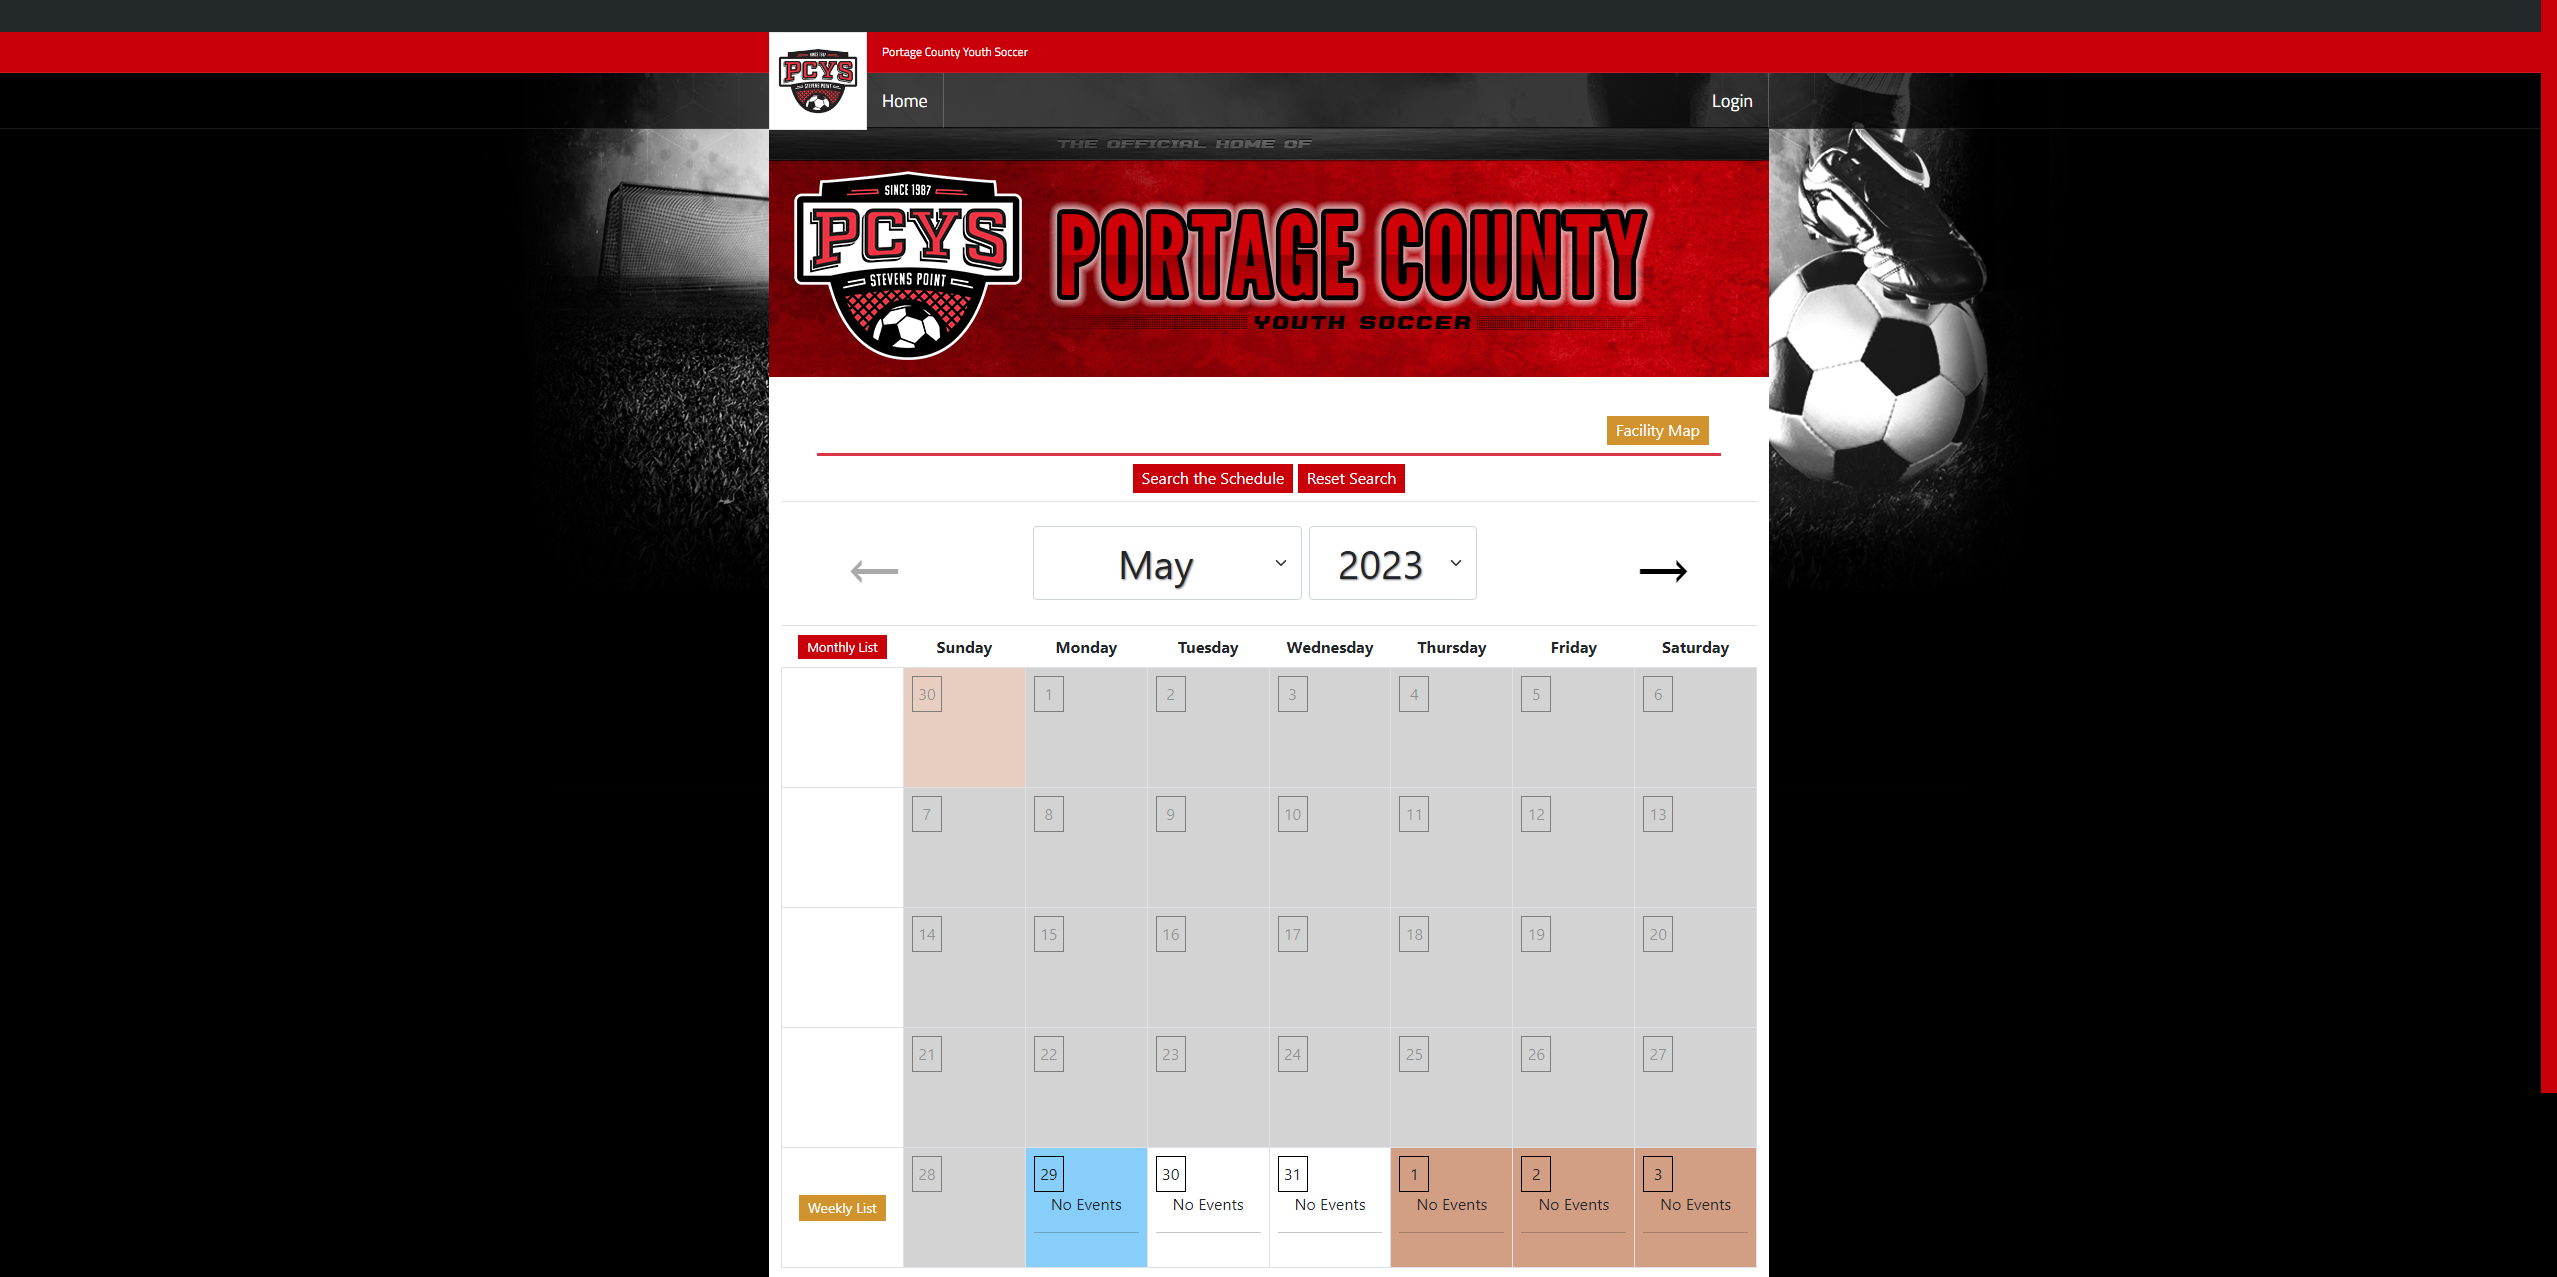 Portage County Youth Soccer
SINCE 1987
PCYS
STEVENS POINT
Home
Login
THE OFFICIAL HOME OF
SINCE 1987
PCYS
STEVENS POINT
PORTAGE COUNTY
YOUTH SOCCER
Facility Map
Search the Schedule Reset Search
← May 2023 →
Monthly List Sunday Monday Tuesday Wednesday Thursday Friday Saturday
30 1 2 3 4 5 6
7 8 9 10 11 12 13
14 15 16 17 18 19 20
21 22 23 24 25 26 27
28 29 30 31 1 2 3
Weekly List No Events No Events No Events No Events No Events No Events